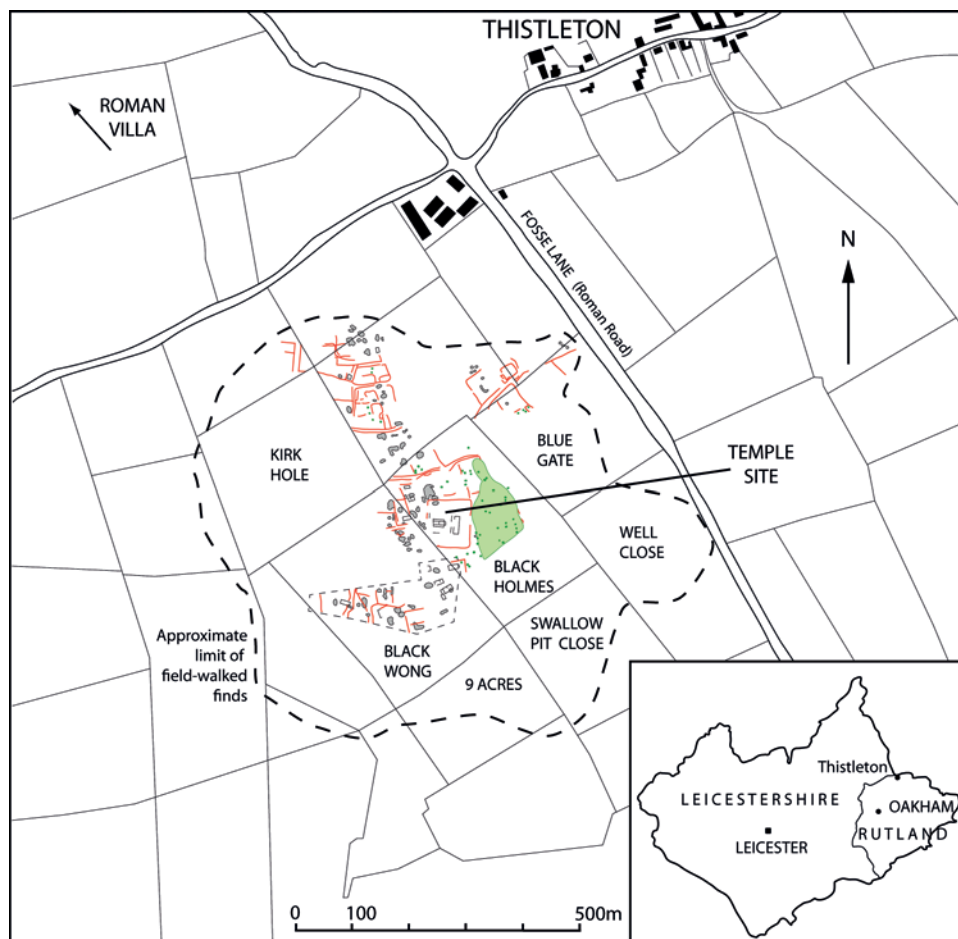 THISTLETON
ROMAN
VILLA
FOSSE LANE (Roman Road)
N
KIRK
HOLE
BLUE
GATE
TEMPLE
SITE
WELL
CLOSE
BLACK
HOLMES
SWALLOW
PIT CLOSE
Approximate
limit of
field-walked
finds
BLACK
WONG
9 ACRES
Thistleton
LEICESTERSHIRE
OAKHAM
RUTLAND
LEICESTER
0 100 500m